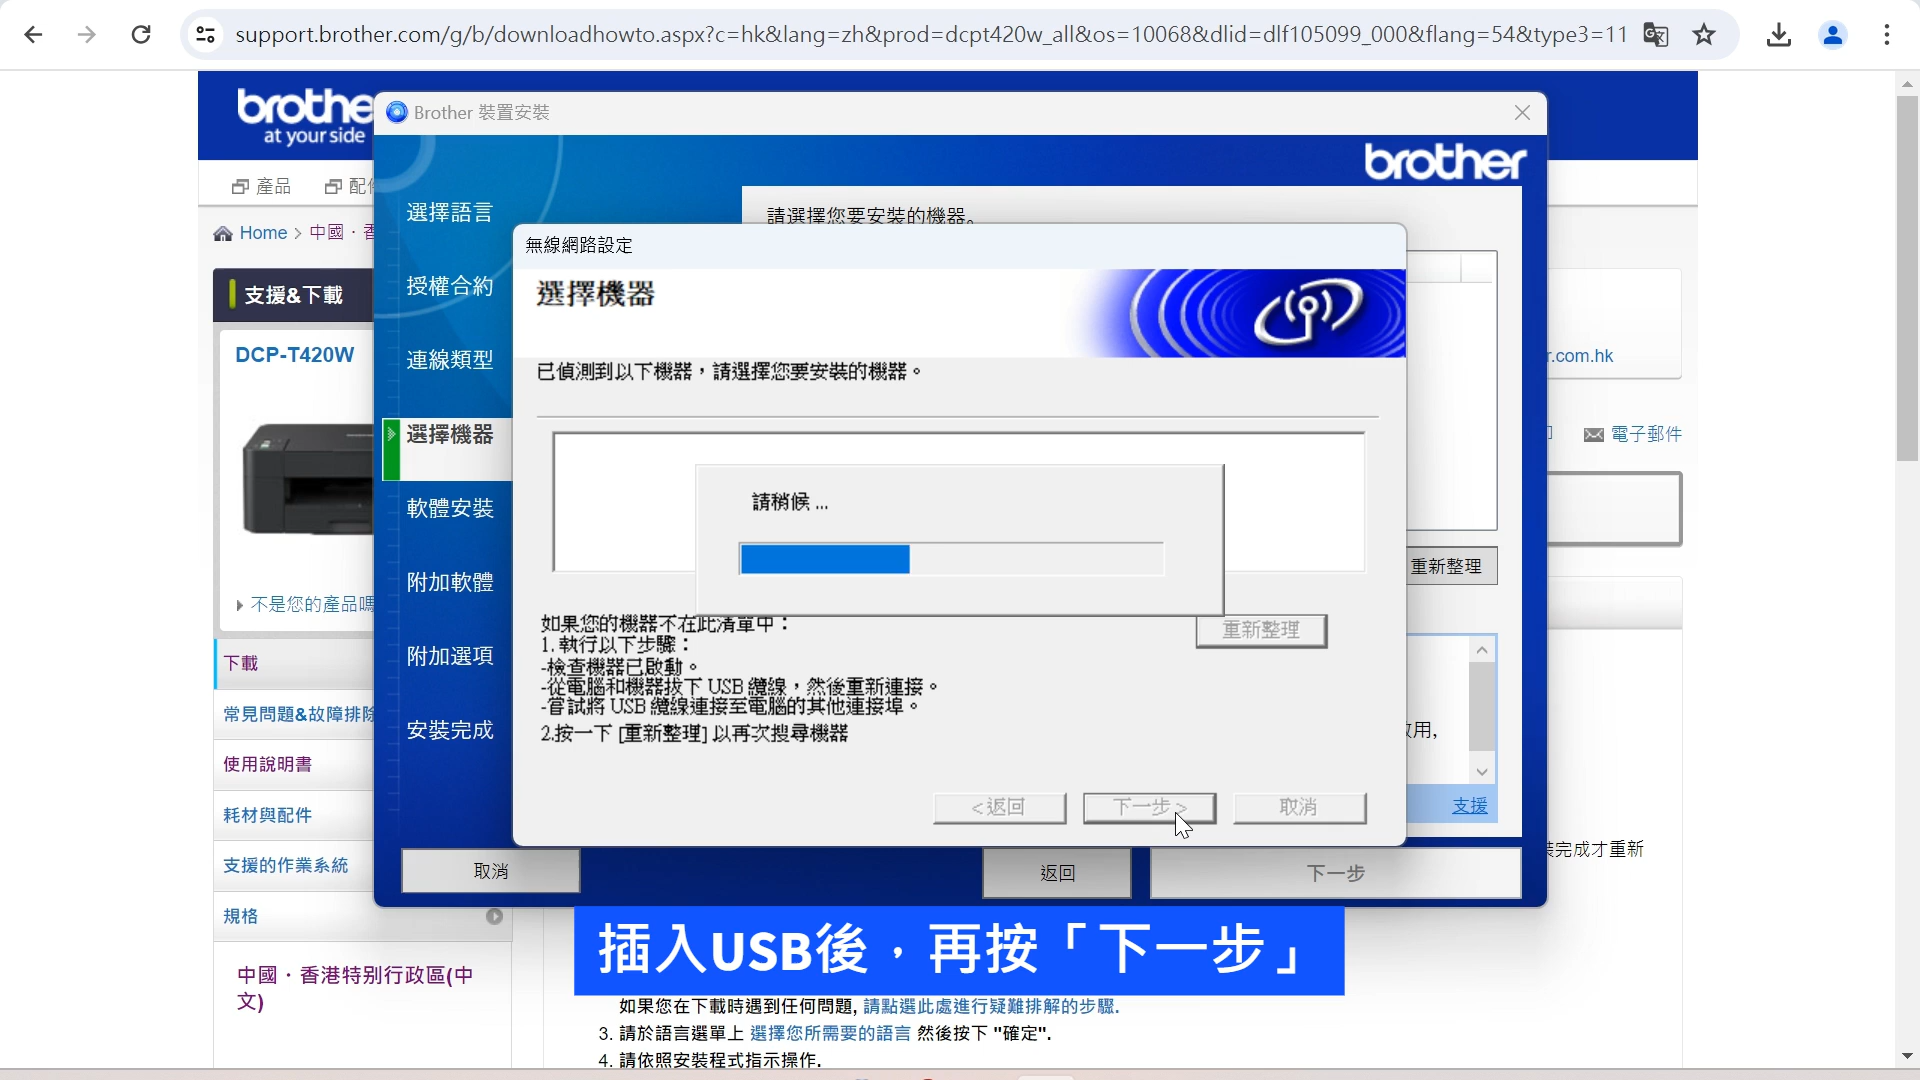 support.brother.com/g/b/downloadhowto.aspx?c=hk&lang=zh&prod=dcpt420w_all&os=10068&dlid=dlf105099_000&flang=54&type3=11
brothe
at your side
Brother 裝置安裝
brother
產品
配件
Home > 中國・香
支援&下載
DCP-T420W
不是您的產品嗎
下載
常見問題&故障排除
使用說明書
耗材與配件
支援的作業系統
規格
中國・香港特別行政區(中
文)
選擇語言
授權合約
連線類型
選擇機器
軟體安裝
附加軟體
附加選項
安裝完成
請選擇您要安裝的機器。
無線網路設定
選擇機器
已偵測到以下機器，請選擇您要安裝的機器。
請稍候 ...
如果您的機器不在此清單中：
1. 執行以下步驟：
-檢查機器已啟動。
-從電腦和機器拔下 USB 纜線，然後重新連接。
-嘗試將 USB 纜線連接至電腦的其他連接埠。
2.按一下 [重新整理] 以再次搜尋機器
重新整理
< 返回
下一步 >
取消
重新整理
用,
支援
取消
返回
下一步
r.com.hk
電子郵件
裝完成才重新
插入USB後，再按「下一步」
如果您在下載時遇到任何問題, 請點選此處進行疑難排解的步驟.
3. 請於語言選單上 選擇您所需要的語言 然後按下 "確定".
4. 請依照安裝程式指示操作.